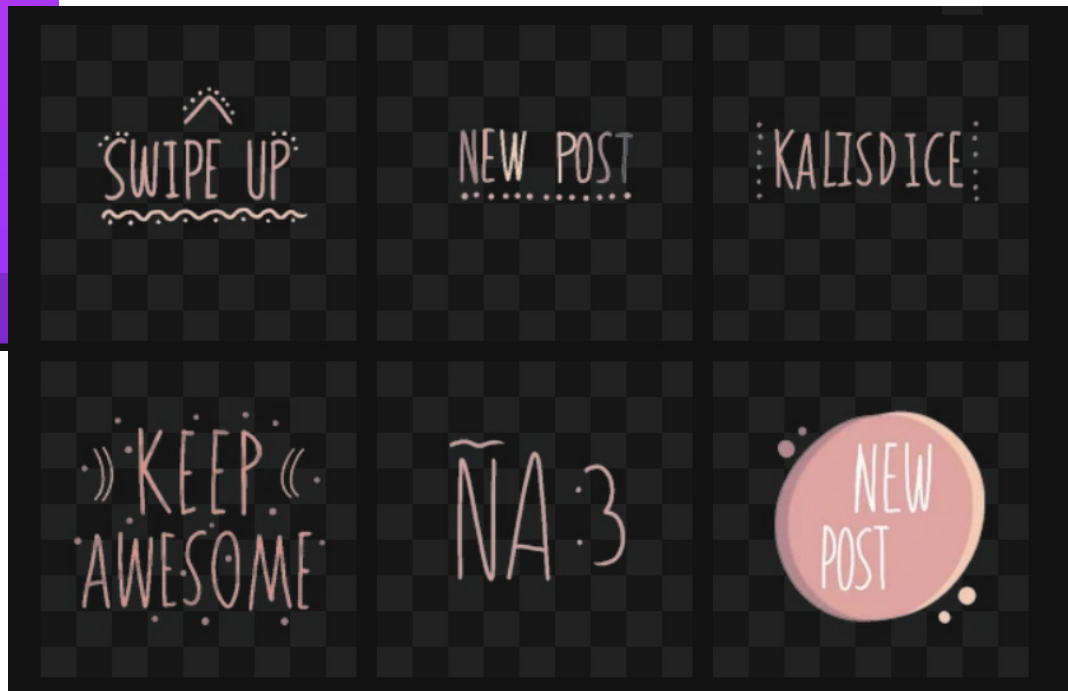 SWIPE UP
NEW POST
KALISDICE
KEEP
AWESOME
ÑA :3
NEW
POST